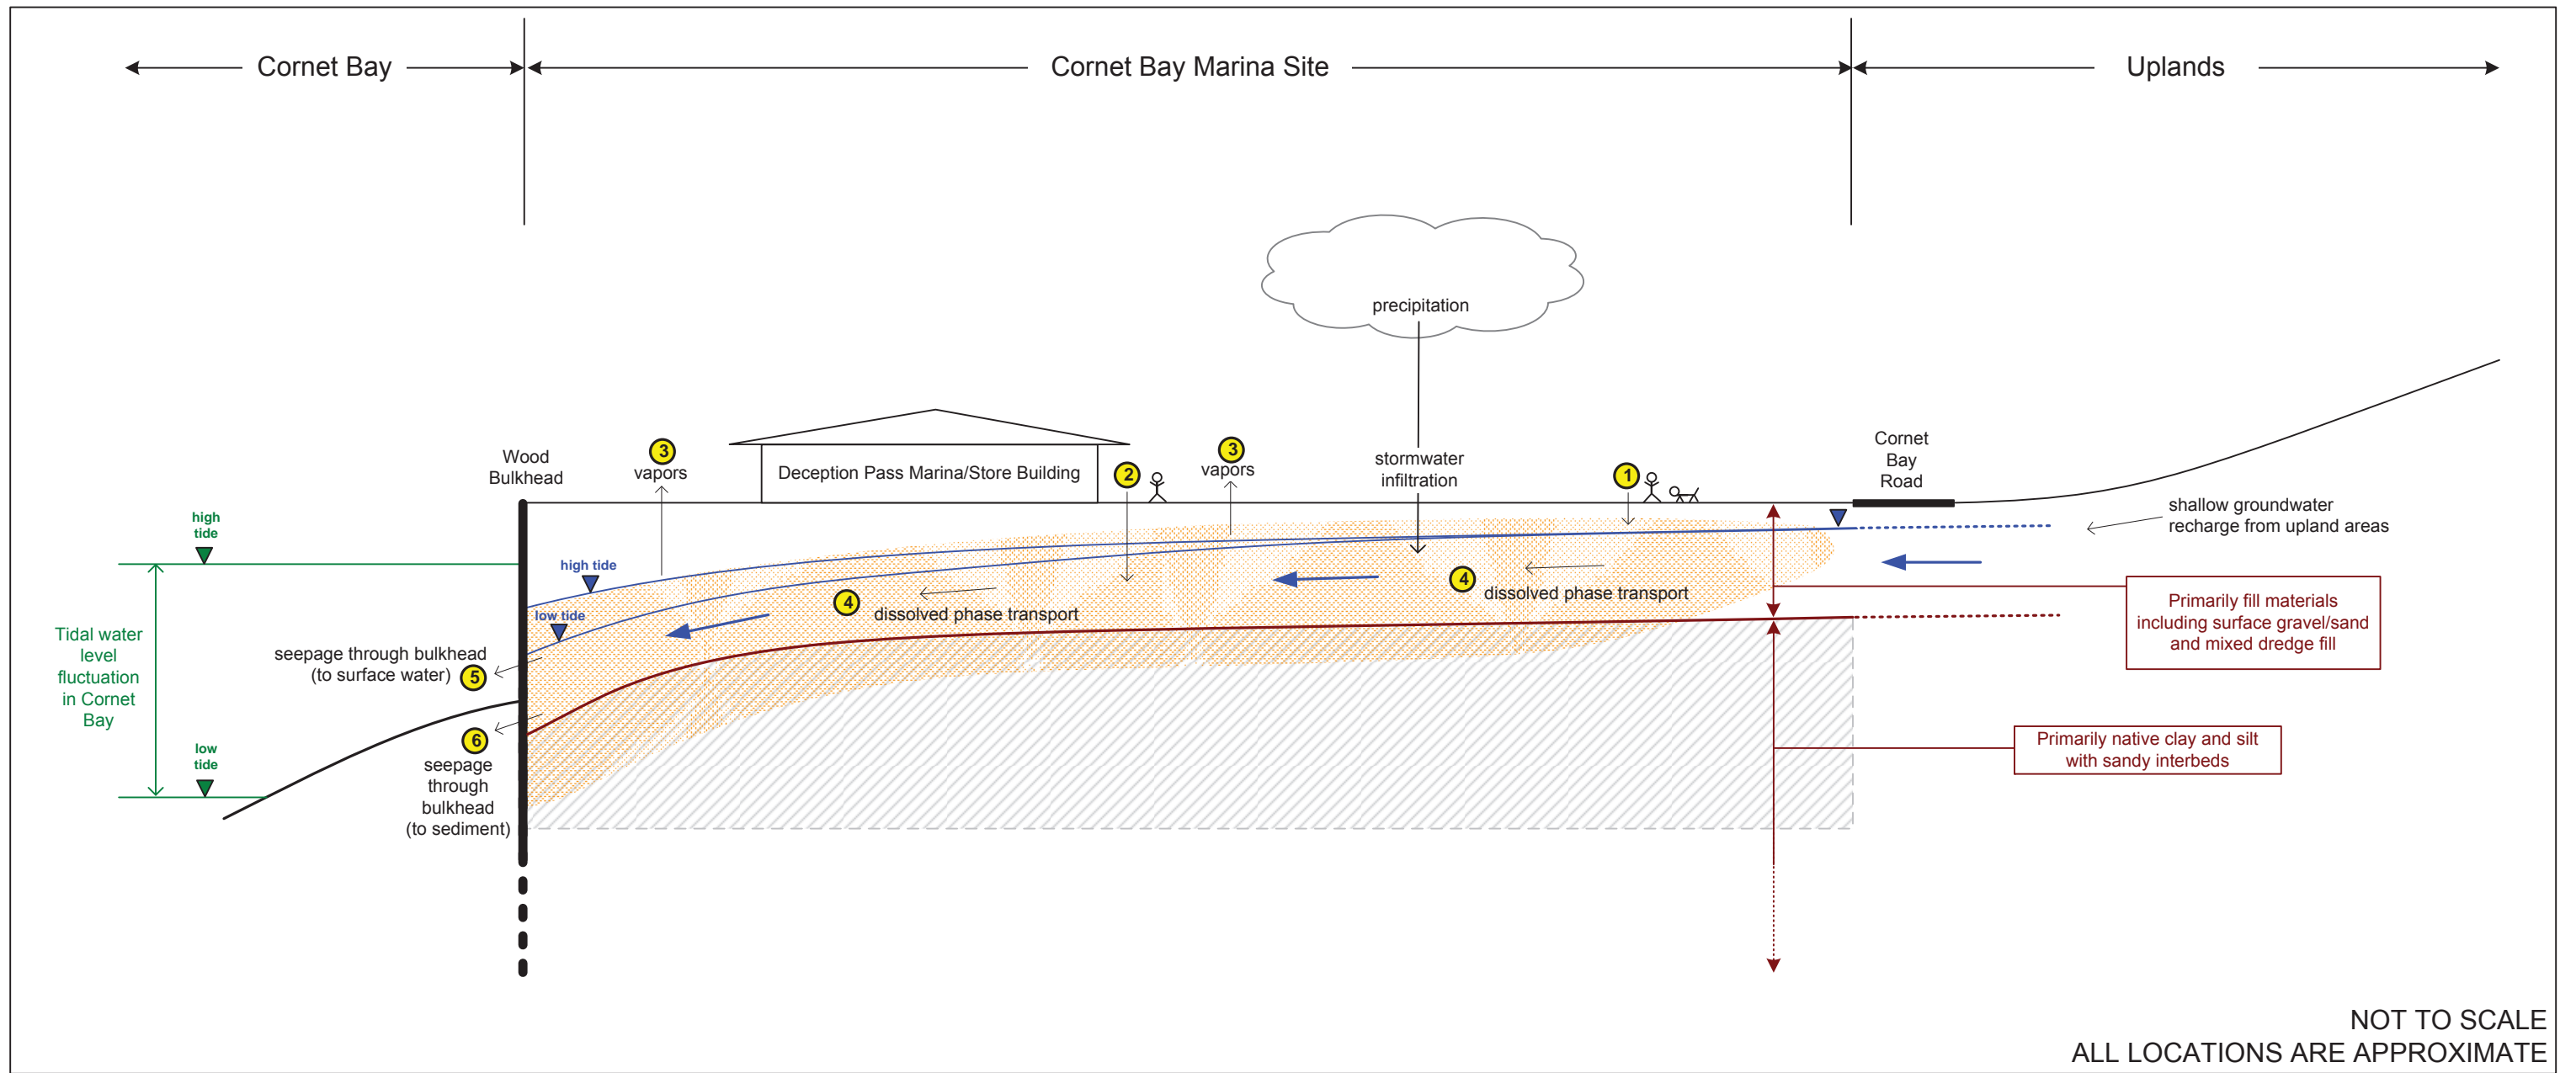 Cornet Bay
Cornet Bay Marina Site
Uplands
precipitation
Wood
Bulkhead
3
vapors
Deception Pass Marina/Store Building
2
3
vapors
stormwater
infiltration
1
Cornet
Bay
Road
shallow groundwater
recharge from upland areas
high
tide
high tide
low tide
4
dissolved phase transport
4
dissolved phase transport
Primarily fill materials
including surface gravel/sand
and mixed dredge fill
Tidal water
level
fluctuation
in Cornet
Bay
seepage through bulkhead
(to surface water)
5
low
tide
6
seepage
through
bulkhead
(to sediment)
Primarily native clay and silt
with sandy interbeds
NOT TO SCALE
ALL LOCATIONS ARE APPROXIMATE